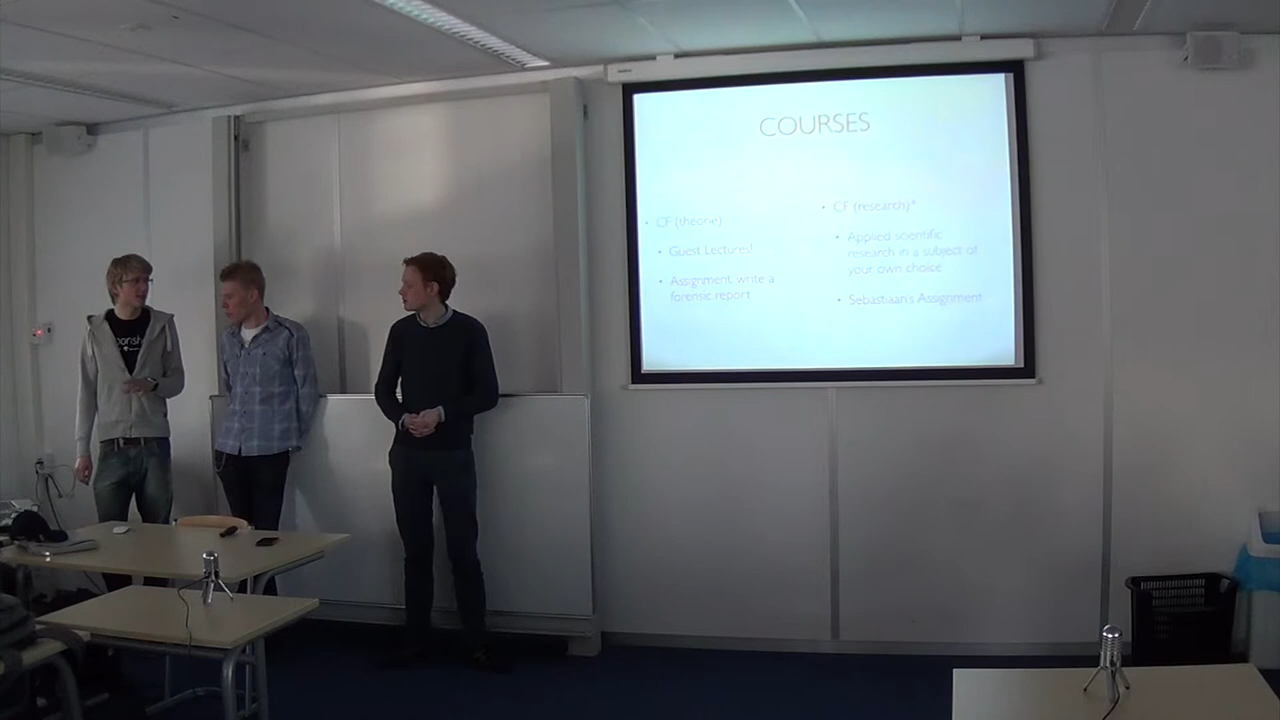 COURSES
• CF (theorie)
• Guest Lectures!
• Assignment: write a
forensic report
• CF (research)*
• Applied scientific
research in a subject of
your own choice
• Sebastiaan's Assignment